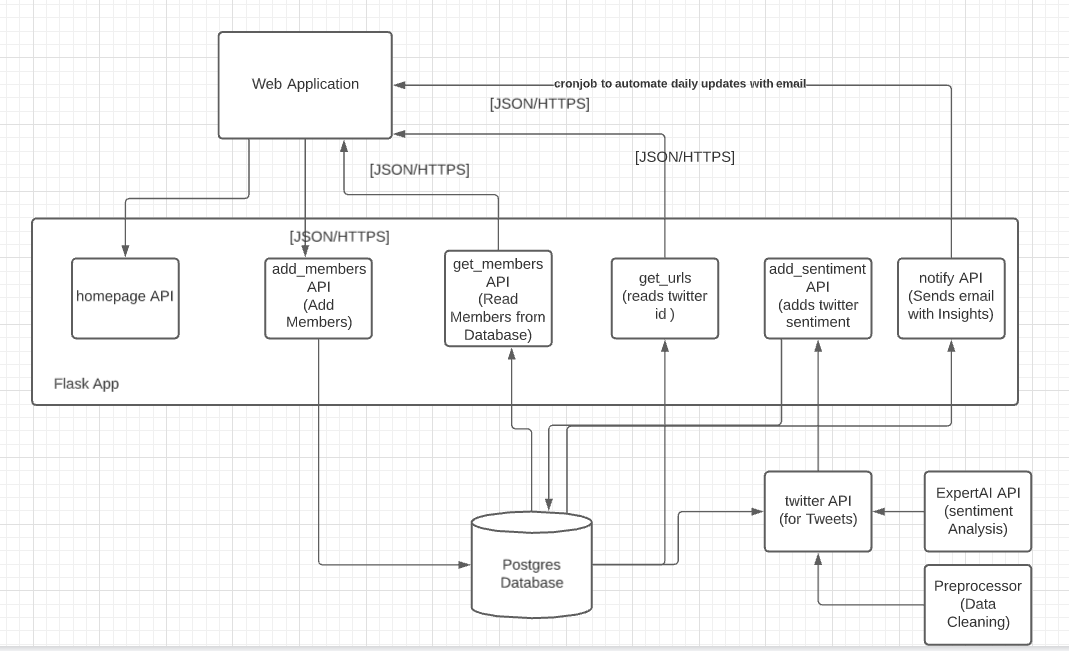 Web Application
cronjob to automate daily updates with email
[JSON/HTTPS]
[JSON/HTTPS]
[JSON/HTTPS]
[JSON/HTTPS]
homepage API
add_members
API
(Add
Members)
get_members
API
(Read
Members from
Database)
get_urls
(reads twitter
id )
add_sentiment
API
(adds twitter
sentiment
notify API
(Sends email
with Insights)
Flask App
twitter API
(for Tweets)
ExpertAI API
(sentiment
Analysis)
Postgres
Database
Preprocessor
(Data
Cleaning)